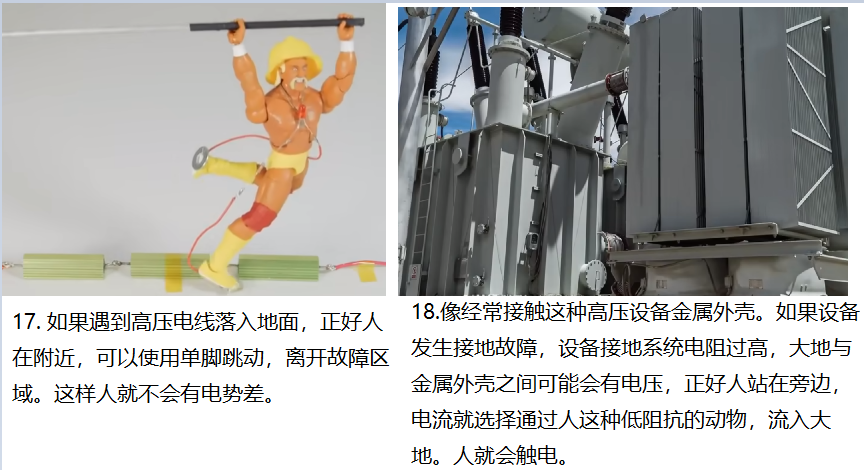 17. 如果遇到高压电线落入地面，正好人
在附近，可以使用单脚跳动，离开故障区
域。这样人就不会有电势差。
18.像经常接触这种高压设备金属外壳。如果设备
发生接地故障，设备接地系统电阻过高，大地与
金属外壳之间可能会有电压，正好人站在旁边，
电流就选择通过人这种低阻抗的动物，流入大
地。人就会触电。